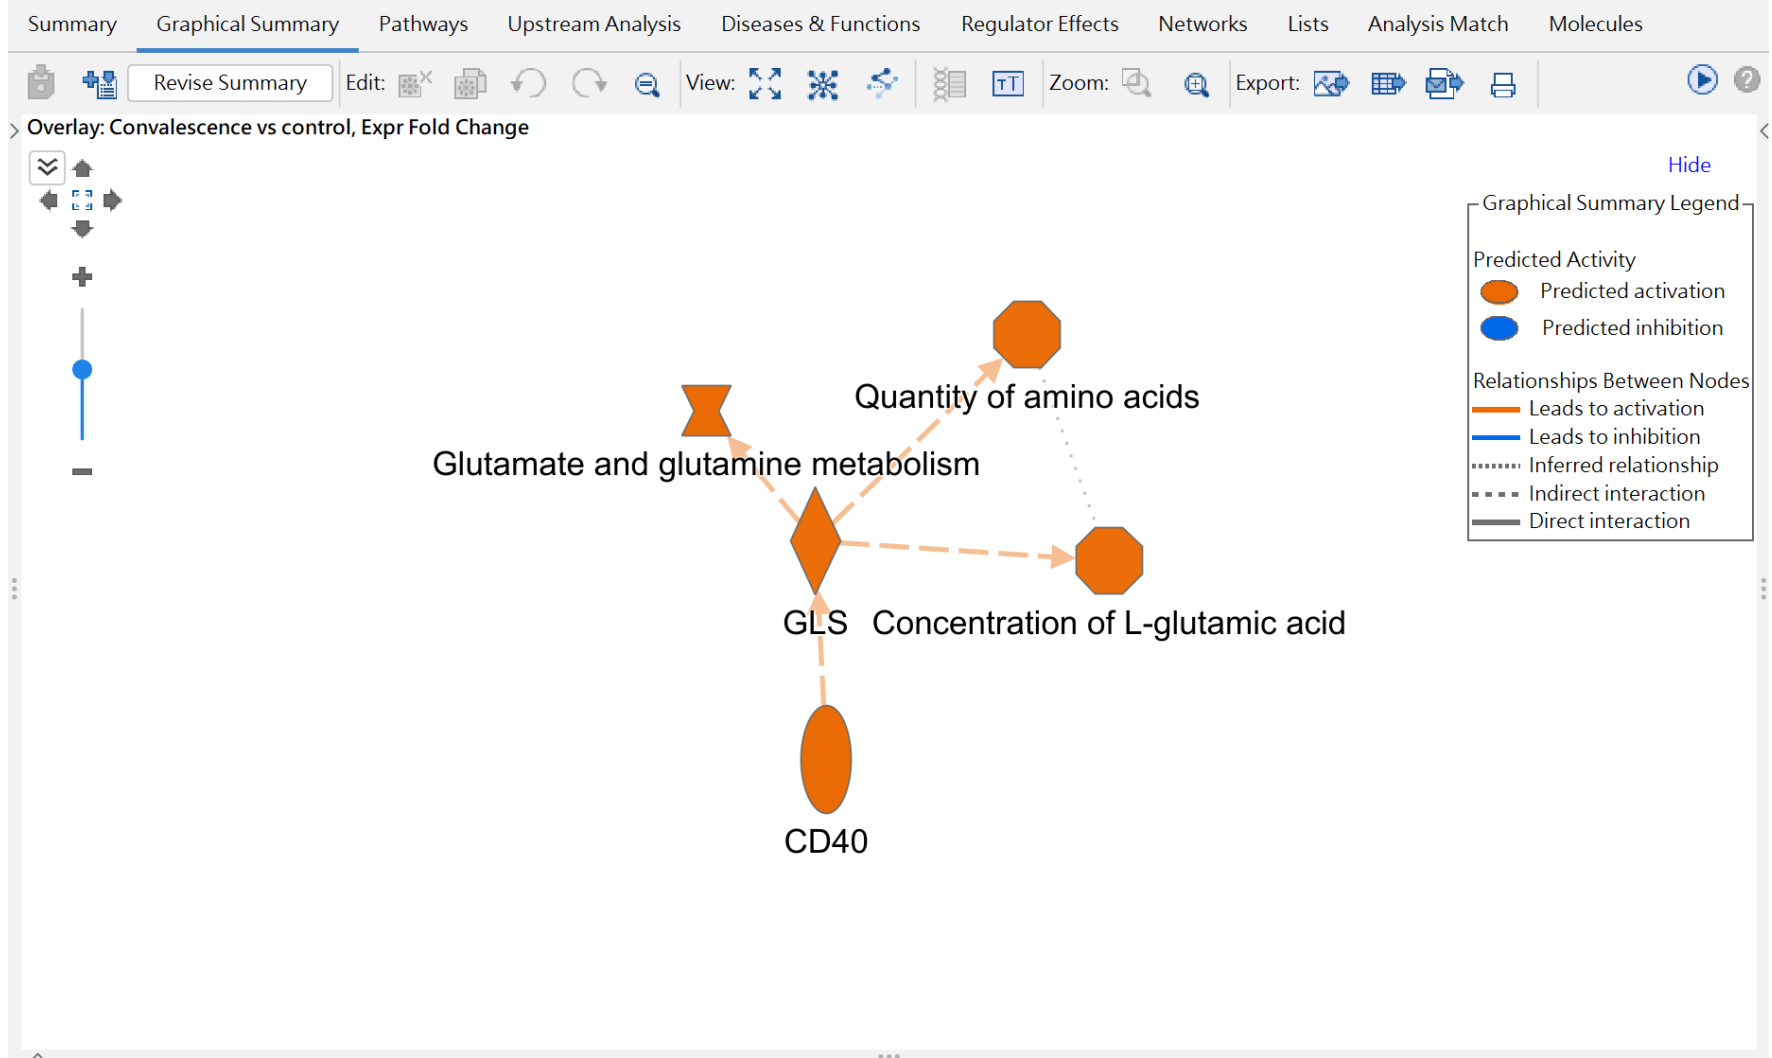 Summary Graphical Summary Pathways Upstream Analysis Diseases & Functions Regulator Effects Networks Lists Analysis Match Molecules
Revise Summary Edit: View: TT Zoom: Export: ?
Overlay: Convalescence vs control, Expr Fold Change
Hide
Graphical Summary Legend
Predicted Activity
Predicted activation
Predicted inhibition
Relationships Between Nodes
Leads to activation
Leads to inhibition
Inferred relationship
Indirect interaction
Direct interaction
Quantity of amino acids
Glutamate and glutamine metabolism
GLS
Concentration of L-glutamic acid
CD40